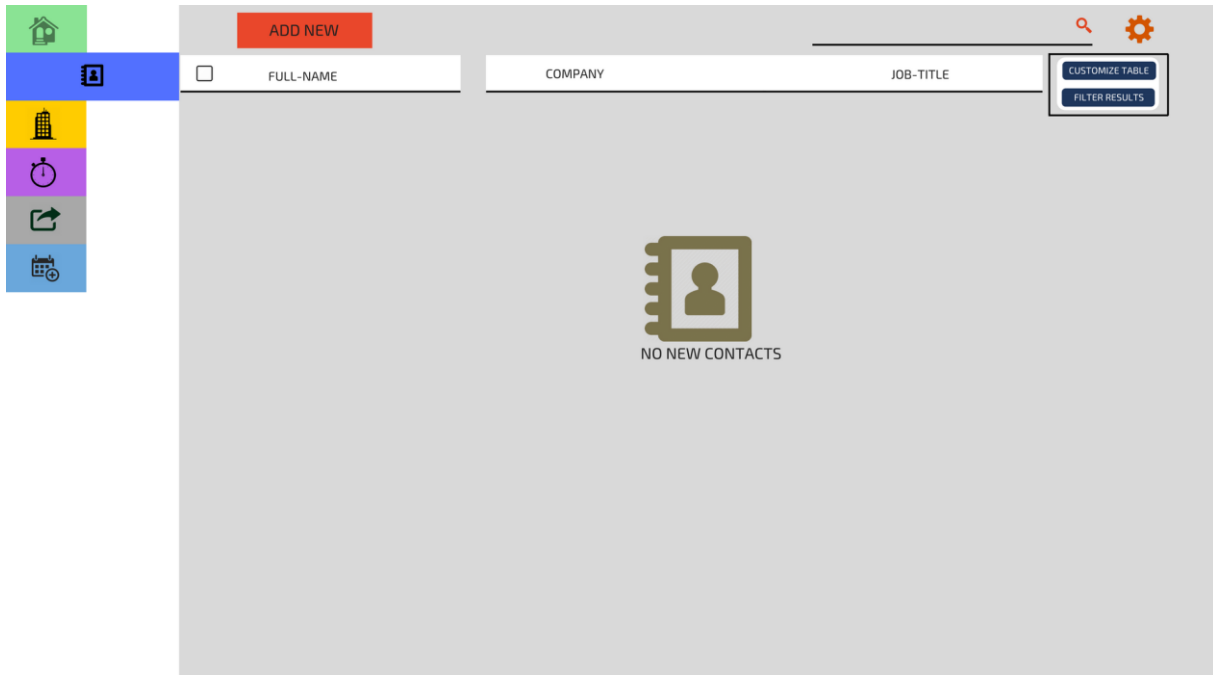 ADD NEW
FULL-NAME
COMPANY
JOB-TITLE
CUSTOMIZE TABLE
FILTER RESULTS
NO NEW CONTACTS